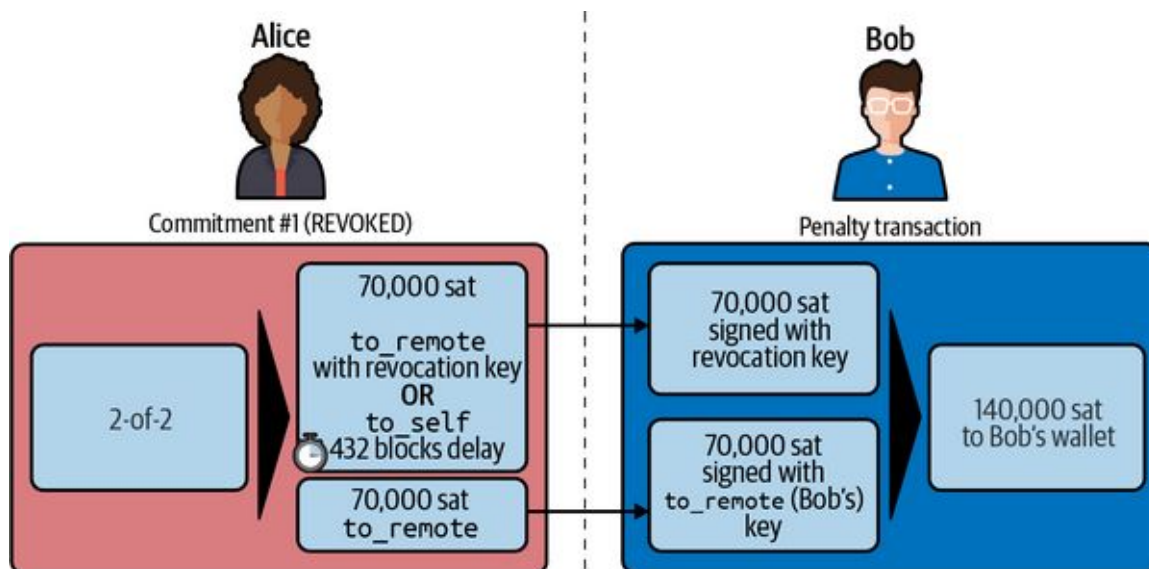 Alice
Bob
Commitment #1 (REVOKED)
Penalty transaction
2-of-2
70,000 sat
to_remote
with revocation key
OR
to_self
432 blocks delay
70,000 sat
to_remote
70,000 sat
signed with
revocation key
70,000 sat
signed with
to_remote (Bob's)
key
140,000 sat
to Bob's wallet